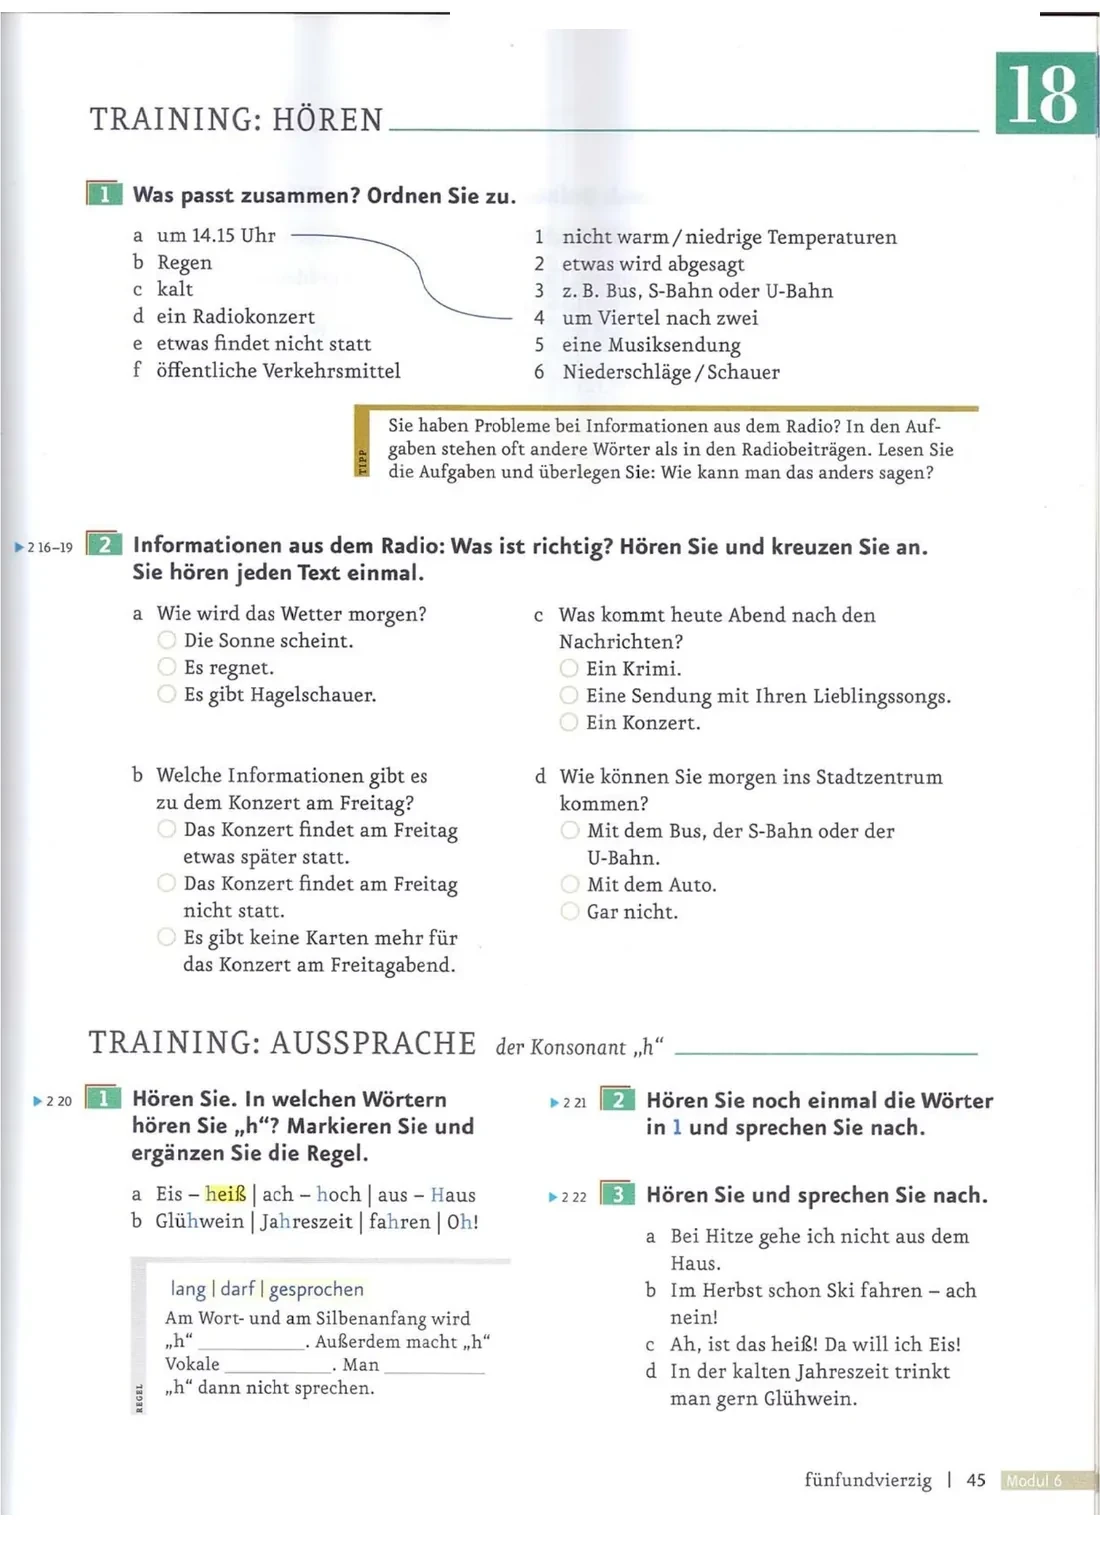 18
TRAINING: HÖREN
1 Was passt zusammen? Ordnen Sie zu.
a um 14.15 Uhr
b Regen
c kalt
d ein Radiokonzert
e etwas findet nicht statt
f öffentliche Verkehrsmittel
1 nicht warm / niedrige Temperaturen
2 etwas wird abgesagt
3 z. B. Bus, S-Bahn oder U-Bahn
4 um Viertel nach zwei
5 eine Musiksendung
6 Niederschläge / Schauer
TIPP
Sie haben Probleme bei Informationen aus dem Radio? In den Auf-
gaben stehen oft andere Wörter als in den Radiobeiträgen. Lesen Sie
die Aufgaben und überlegen Sie: Wie kann man das anders sagen?
2 16–19 2 Informationen aus dem Radio: Was ist richtig? Hören Sie und kreuzen Sie an.
Sie hören jeden Text einmal.
a Wie wird das Wetter morgen?
Die Sonne scheint.
Es regnet.
Es gibt Hagelschauer.
b Welche Informationen gibt es
zu dem Konzert am Freitag?
Das Konzert findet am Freitag
etwas später statt.
Das Konzert findet am Freitag
nicht statt.
Es gibt keine Karten mehr für
das Konzert am Freitagabend.
c Was kommt heute Abend nach den
Nachrichten?
Ein Krimi.
Eine Sendung mit Ihren Lieblingssongs.
Ein Konzert.
d Wie können Sie morgen ins Stadtzentrum
kommen?
Mit dem Bus, der S-Bahn oder der
U-Bahn.
Mit dem Auto.
Gar nicht.
TRAINING: AUSSPRACHE der Konsonant „h“
2 20 1 Hören Sie. In welchen Wörtern
hören Sie „h“? Markieren Sie und
ergänzen Sie die Regel.
a Eis – heiß | ach – hoch | aus – Haus
b Glühwein | Jahreszeit | fahren | Oh!
REGEL
lang | darf | gesprochen
Am Wort- und am Silbenanfang wird
„h“ __________. Außerdem macht „h“
Vokale __________. Man __________
„h“ dann nicht sprechen.
2 21 2 Hören Sie noch einmal die Wörter
in 1 und sprechen Sie nach.
2 22 3 Hören Sie und sprechen Sie nach.
a Bei Hitze gehe ich nicht aus dem
Haus.
b Im Herbst schon Ski fahren – ach
nein!
c Ah, ist das heiß! Da will ich Eis!
d In der kalten Jahreszeit trinkt
man gern Glühwein.
fünfundvierzig | 45 Modul 6